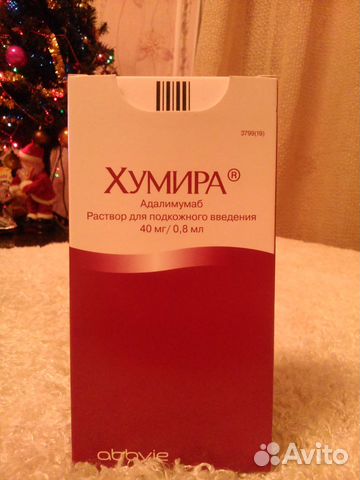 3799(19)
ХУМИРА®
Адалимумаб
Раствор для подкожного введения
40 мг/ 0,8 мл
abbvie
Avito